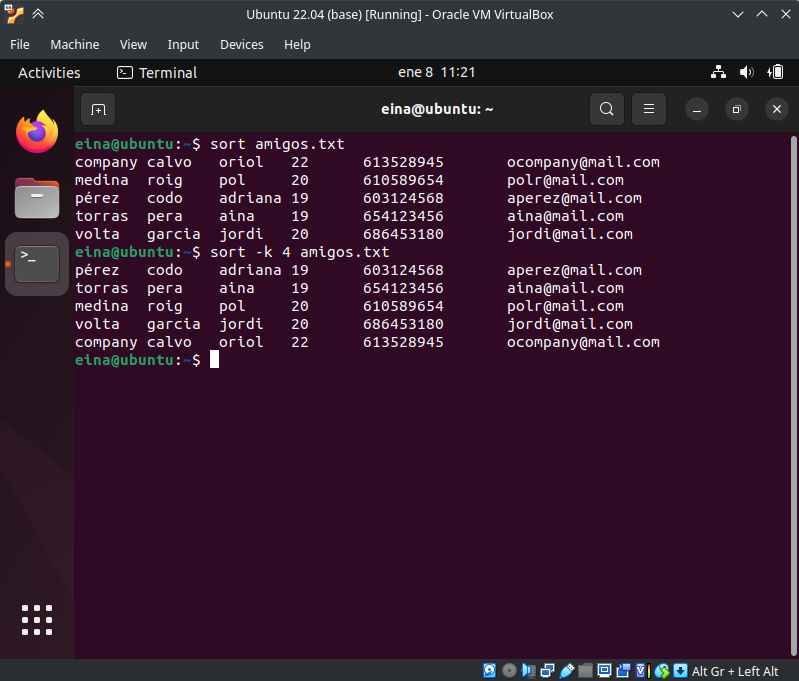 Ubuntu 22.04 (base) [Running] - Oracle VM VirtualBox
File Machine View Input Devices Help
Activities Terminal ene 8 11:21
eina@ubuntu: ~
eina@ubuntu:~$ sort amigos.txt
company calvo oriol 22 613528945 ocompany@mail.com
medina roig pol 20 610589654 polr@mail.com
pérez codo adriana 19 603124568 aperez@mail.com
torras pera aina 19 654123456 aina@mail.com
volta garcia jordi 20 686453180 jordi@mail.com
eina@ubuntu:~$ sort -k 4 amigos.txt
pérez codo adriana 19 603124568 aperez@mail.com
torras pera aina 19 654123456 aina@mail.com
medina roig pol 20 610589654 polr@mail.com
volta garcia jordi 20 686453180 jordi@mail.com
company calvo oriol 22 613528945 ocompany@mail.com
eina@ubuntu:~$
Alt Gr + Left Alt